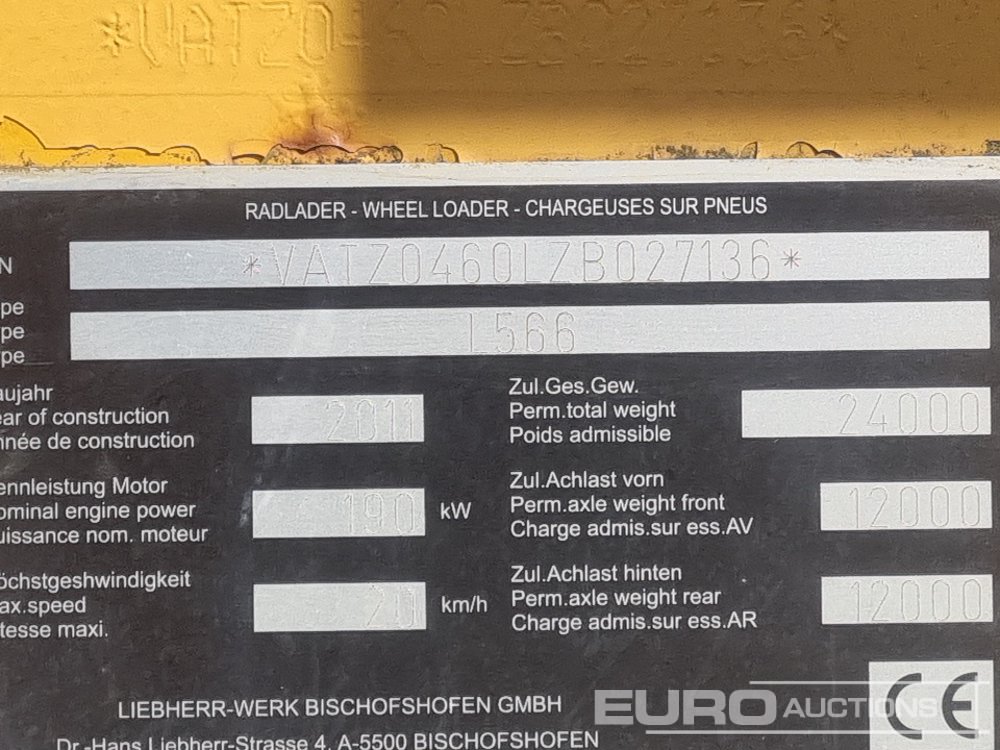 RADLADER - WHEEL LOADER - CHARGEUSES SUR PNEUS
*VATZ0460LZB027136*
L566
aujahr
ear of construction
nnée de construction
2011
ennleistung Motor
ominal engine power
uissance nom. moteur
190 kW
öchstgeshwindigkeit
ax.speed
tesse maxi.
20 km/h
Zul.Ges.Gew.
Perm.total weight
Poids admissible
24000
Zul.Achlast vorn
Perm.axle weight front
Charge admis.sur ess.AV
12000
Zul.Achlast hinten
Perm.axle weight rear
Charge admis.sur ess.AR
12000
LIEBHERR-WERK BISCHOFSHOFEN GMBH
Dr.-Hans Liebherr-Strasse 4, A-5500 BISCHOFSHOFEN
CE
EURO AUCTIONS